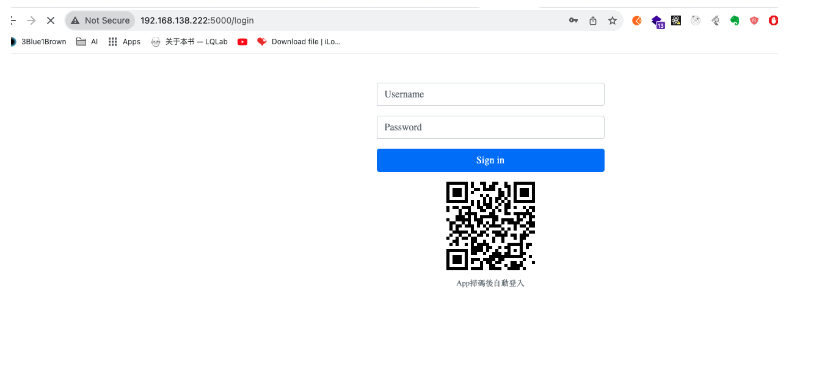 Not Secure 192.168.138.222:5000/login
13
3Blue1Brown AI Apps 关于本书 — LQLab Download file | iLo...
Username
Password
Sign in
App掃碼後自動登入